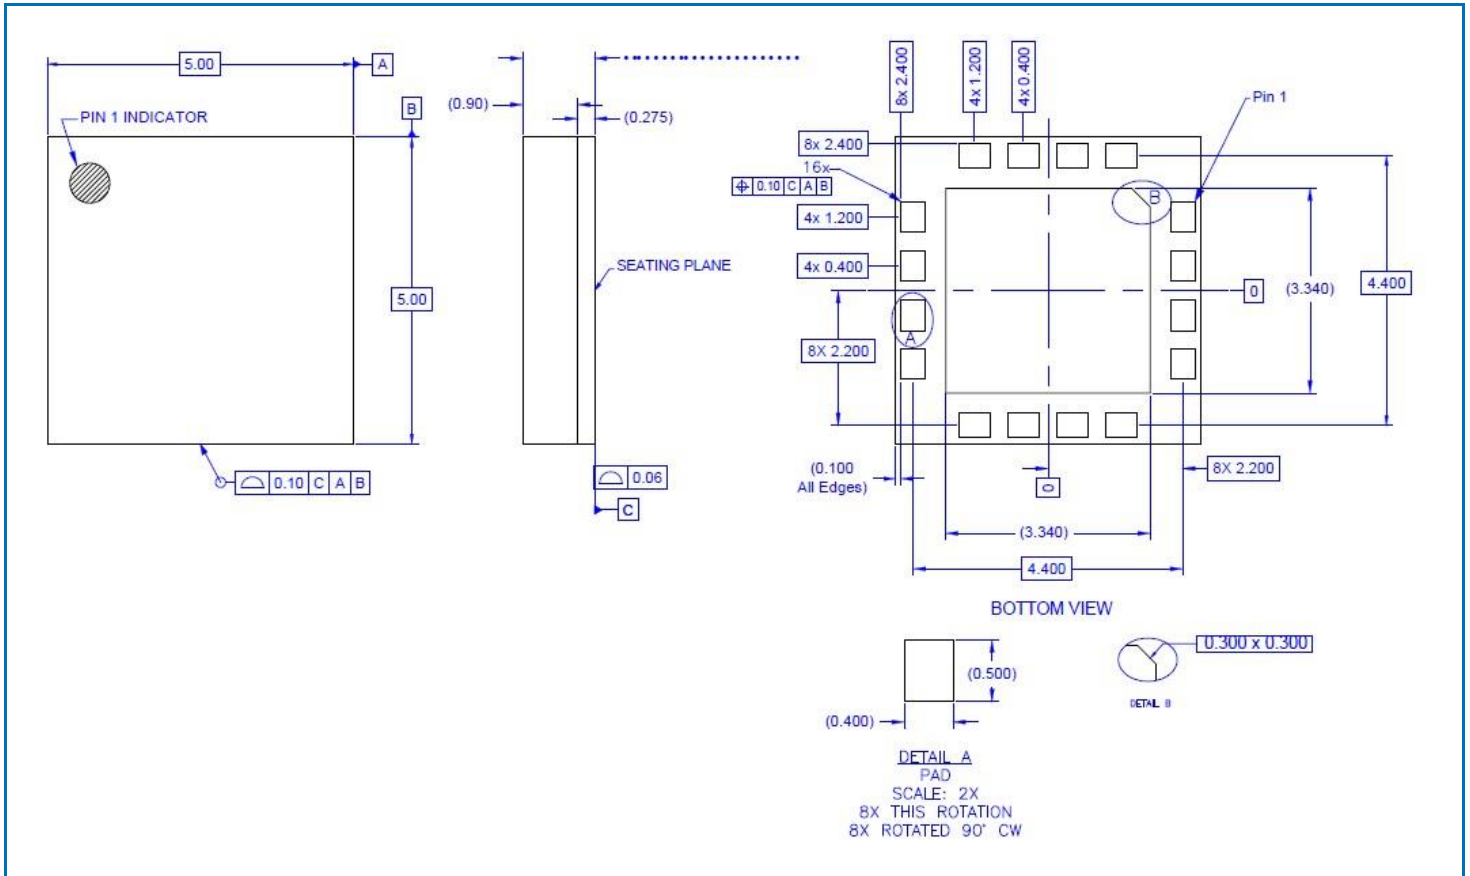 5.00
A
PIN 1 INDICATOR
B
5.00
0.10 C A B
(0.90)
(0.275)
SEATING PLANE
0.06
C
8x 2.400
4x 1.200
4x 0.400
Pin 1
8x 2.400
16x
0.10 C A B
4x 1.200
4x 0.400
8X 2.200
A
B
0
(3.340)
4.400
(0.100
All Edges)
0
8X 2.200
(3.340)
4.400
BOTTOM VIEW
(0.500)
(0.400)
DETAIL A
PAD
SCALE: 2X
8X THIS ROTATION
8X ROTATED 90° CW
0.300 x 0.300
DETAIL B